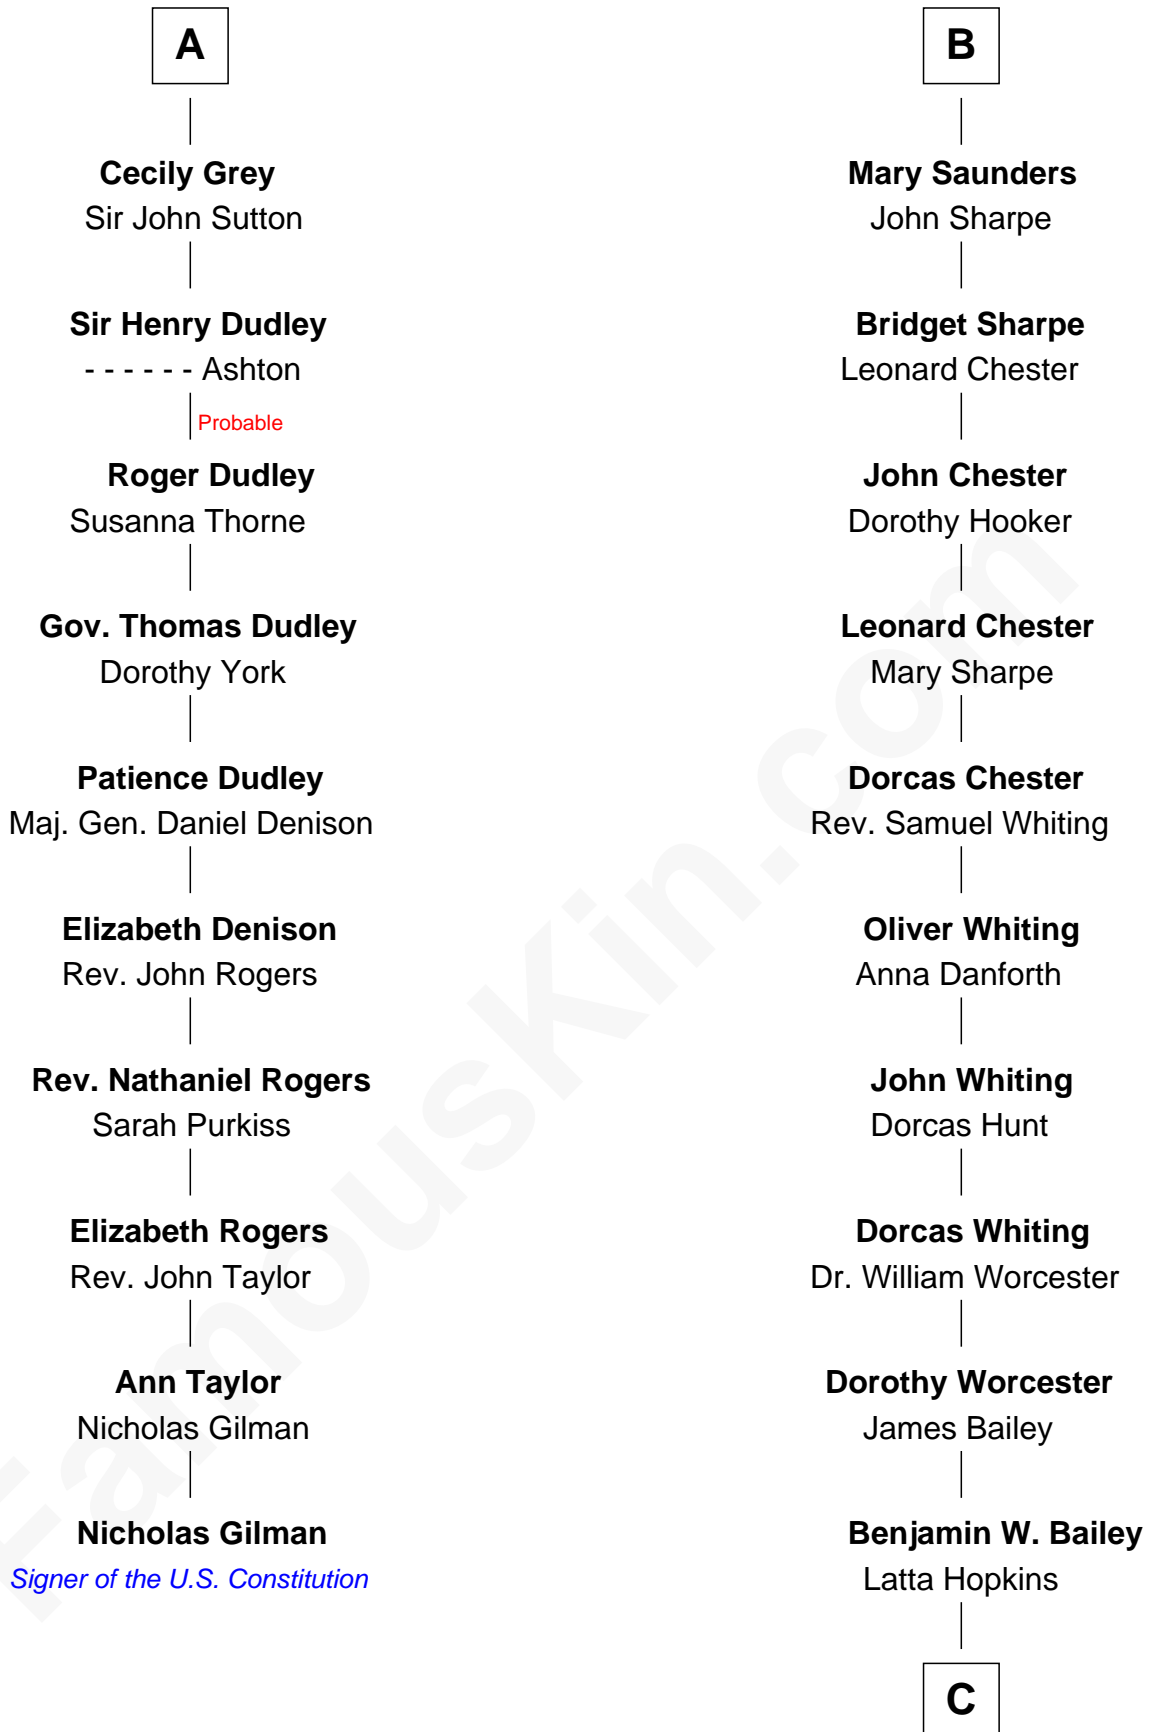 A
Cecily Grey
Sir John Sutton
Sir Henry Dudley
- - - - - - Ashton
Probable
Roger Dudley
Susanna Thorne
Gov. Thomas Dudley
Dorothy York
Patience Dudley
Maj. Gen. Daniel Denison
Elizabeth Denison
Rev. John Rogers
Rev. Nathaniel Rogers
Sarah Purkiss
Elizabeth Rogers
Rev. John Taylor
Ann Taylor
Nicholas Gilman
Nicholas Gilman
Signer of the U.S. Constitution
B
Mary Saunders
John Sharpe
Bridget Sharpe
Leonard Chester
John Chester
Dorothy Hooker
Leonard Chester
Mary Sharpe
Dorcas Chester
Rev. Samuel Whiting
Oliver Whiting
Anna Danforth
John Whiting
Dorcas Hunt
Dorcas Whiting
Dr. William Worcester
Dorothy Worcester
James Bailey
Benjamin W. Bailey
Latta Hopkins
C
FamousKin.com